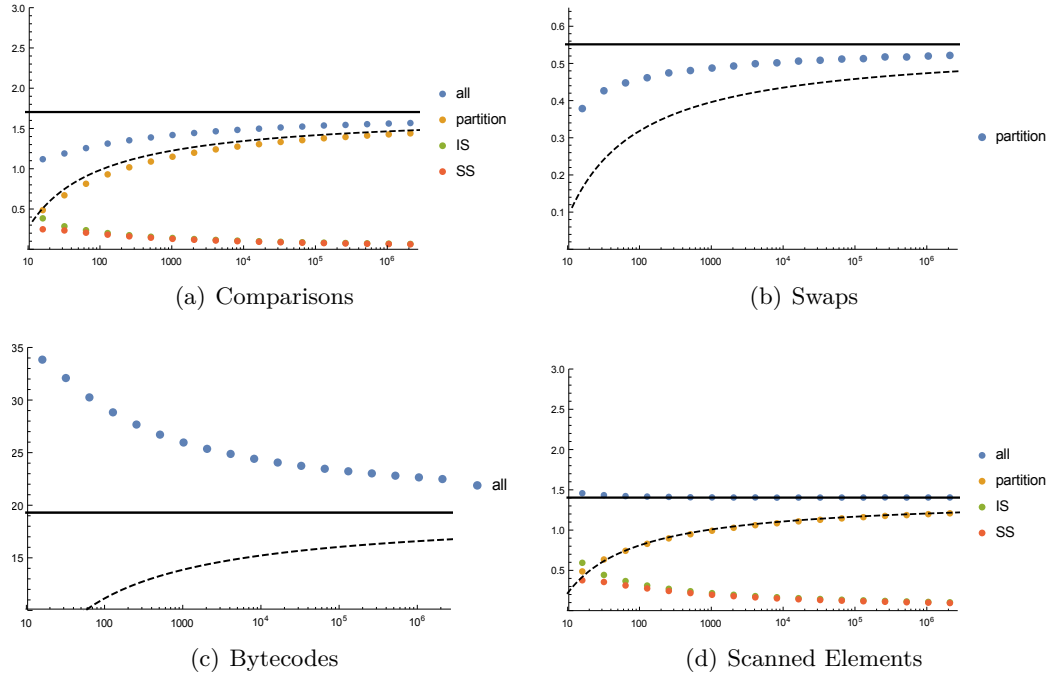 3.0
2.5
2.0
1.5
1.0
0.5
10 100 1000 10^4 10^5 10^6
all
partition
IS
SS
(a) Comparisons
0.6
0.5
0.4
0.3
0.2
0.1
10 100 1000 10^4 10^5 10^6
partition
(b) Swaps
35
30
25
20
15
10 100 1000 10^4 10^5 10^6
all
(c) Bytecodes
3.0
2.5
2.0
1.5
1.0
0.5
10 100 1000 10^4 10^5 10^6
all
partition
IS
SS
(d) Scanned Elements